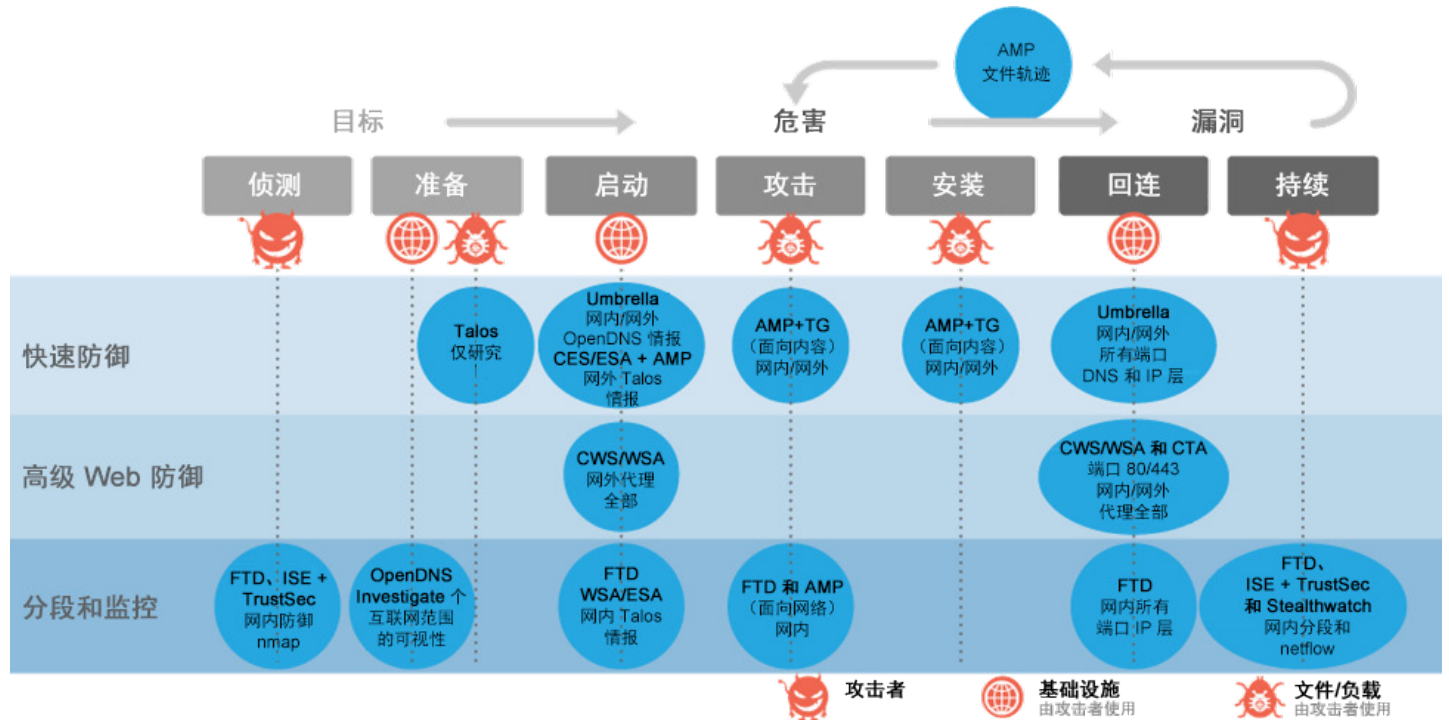 AMP
文件轨迹
目标
危害
漏洞
侦测
准备
启动
攻击
安装
回连
持续
快速防御
Talos
仅研究
Umbrella
网内/网外
OpenDNS 情报
CES/ESA + AMP
网外 Talos
情报
AMP+TG
（面向内容）
网内/网外
AMP+TG
（面向内容）
网内/网外
Umbrella
网内/网外
所有端口
DNS 和 IP 层
高级 Web 防御
CWS/WSA
网外代理
全部
CWS/WSA 和 CTA
端口 80/443
网内/网外
代理全部
分段和监控
FTD、ISE +
TrustSec
网内防御
nmap
OpenDNS
Investigate 个
互联网范围
的可视性
FTD
WSA/ESA
网内 Talos
情报
FTD 和 AMP
（面向网络）
网内
FTD
网内所有
端口 IP 层
FTD、
ISE + TrustSec
和 Stealthwatch
网内分段和
netflow
攻击者
基础设施
由攻击者使用
文件/负载
由攻击者使用